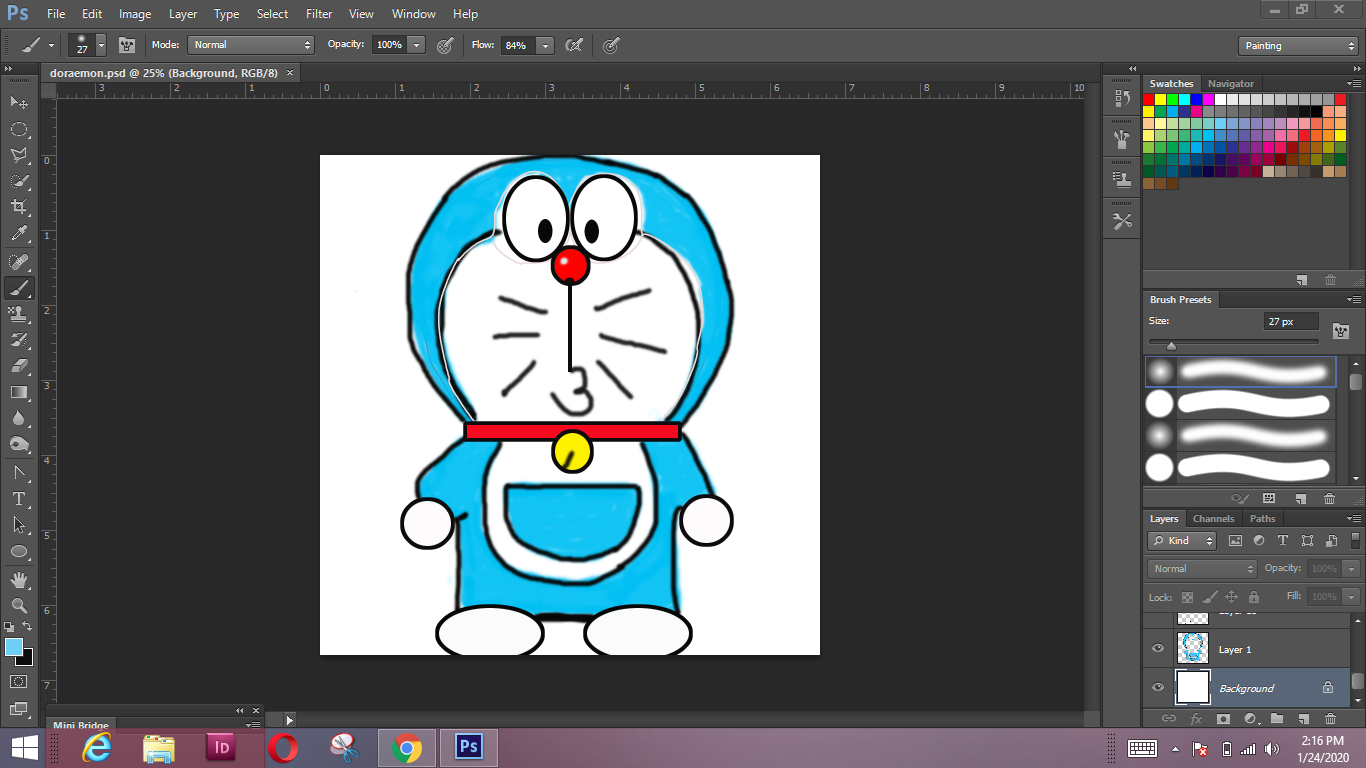 Ps File Edit Image Layer Type Select Filter View Window Help
27 Mode: Normal Opacity: 100% Flow: 84% Painting
doraemon.psd @ 25% (Background, RGB/8) ×
3 2 1 0 1 2 3 4 5 6 7 8 9 10
0
1
2
3
4
5
6
7
Swatches Navigator
Brush Presets
Size: 27 px
Layers Channels Paths
Kind T
Normal Opacity: 100%
Lock: Fill: 100%
Layer 1
Background
fx
Mini Bridge
Id Ps
2:16 PM
1/24/2020